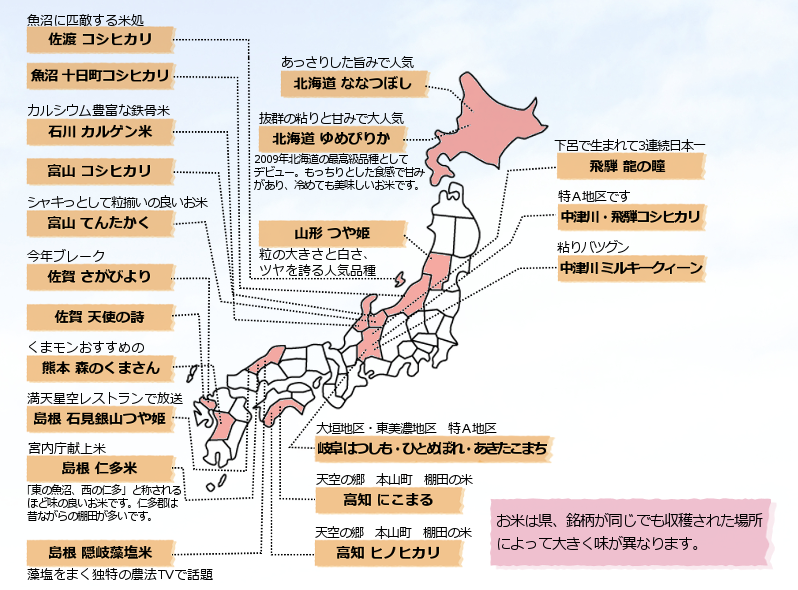 魚沼に匹敵する米処
佐渡 コシヒカリ
魚沼 十日町コシヒカリ
カルシウム豊富な鉄骨米
石川 カルゲン米
富山 コシヒカリ
シャキっとして粒揃いの良いお米
富山 てんたかく
今年ブレーク
佐賀 さがびより
佐賀 天使の詩
くまモンおすすめの
熊本 森のくまさん
満天星空レストランで放送
島根 石見銀山つや姫
宮内庁献上米
島根 仁多米
「東の魚沼、西の仁多」と称される
ほど味の良いお米です。仁多郡は
昔ながらの棚田が多いです。
島根 隠岐藻塩米
藻塩をまく独特の農法TVで話題
あっさりした旨みで人気
北海道 ななつぼし
抜群の粘りと甘みで大人気
北海道 ゆめぴりか
2009年北海道の最高級品種として
デビュー。もっちりとした食感で甘み
があり、冷めても美味しいお米です。
山形 つや姫
粒の大きさと白さ、
ツヤを誇る人気品種
下呂で生まれて3連続日本一
飛騨 龍の瞳
特A地区です
中津川・飛騨コシヒカリ
粘りバツグン
中津川 ミルキークィーン
大垣地区・東美濃地区　特A地区
岐阜はつしも・ひとめぼれ・あきたこまち
天空の郷　本山町　棚田の米
高知 にこまる
天空の郷　本山町　棚田の米
高知 ヒノヒカリ
お米は県、銘柄が同じでも収穫された場所
によって大きく味が異なります。